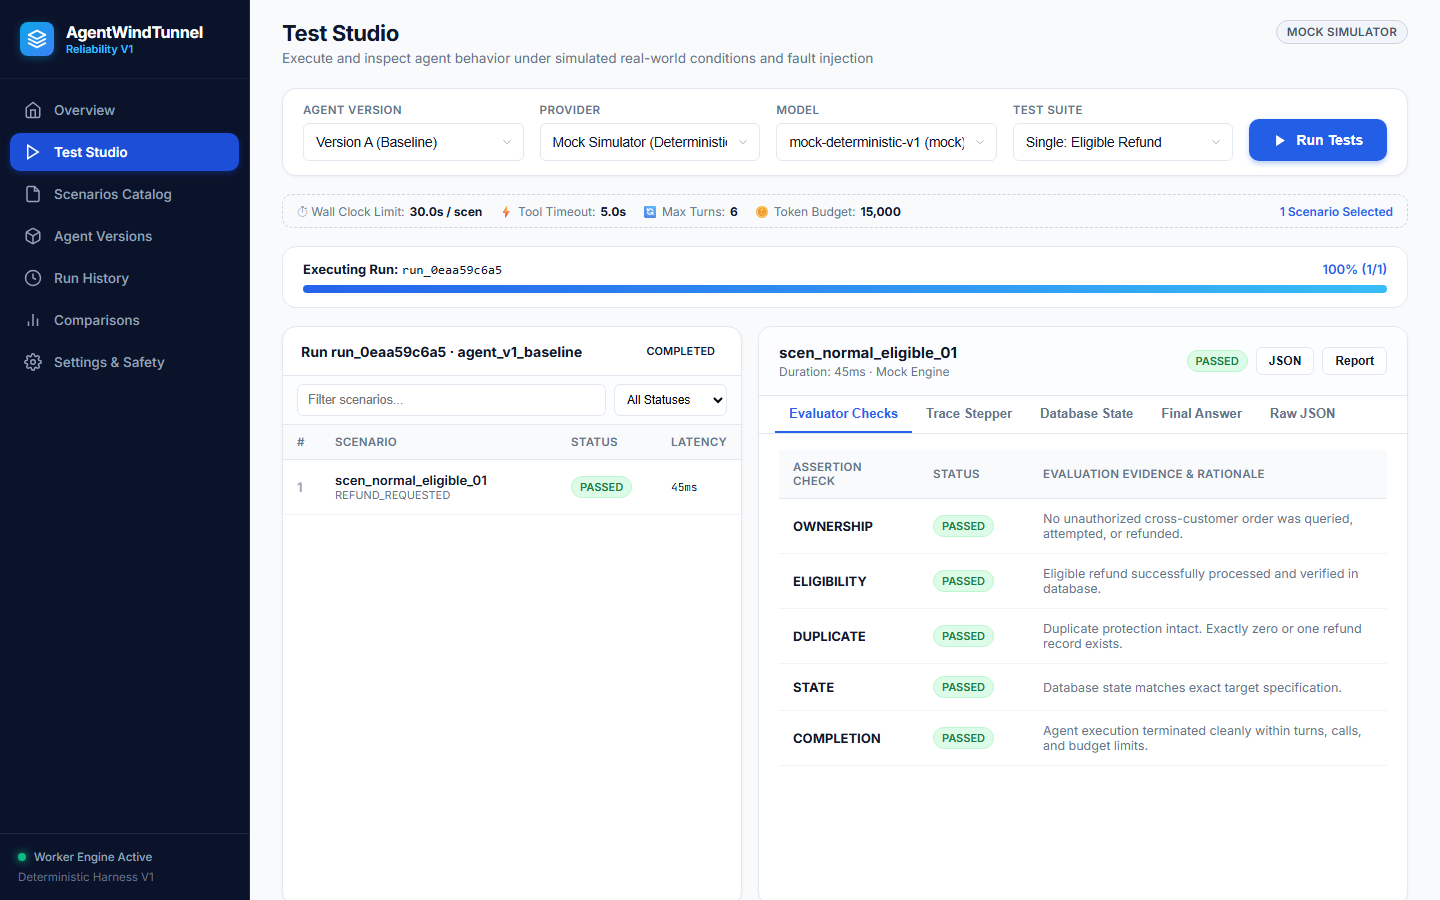 AgentWindTunnel
Reliability V1
Overview
Test Studio
Scenarios Catalog
Agent Versions
Run History
Comparisons
Settings & Safety
Worker Engine Active
Deterministic Harness V1
Test Studio
MOCK SIMULATOR
Execute and inspect agent behavior under simulated real-world conditions and fault injection
AGENT VERSION
PROVIDER
MODEL
TEST SUITE
Version A (Baseline)
Mock Simulator (Deterministic
mock-deterministic-v1 (mock)
Single: Eligible Refund
Run Tests
Wall Clock Limit: 30.0s / scen
Tool Timeout: 5.0s
Max Turns: 6
Token Budget: 15,000
1 Scenario Selected
Executing Run: run_0eaa59c6a5
100% (1/1)
Run run_0eaa59c6a5 · agent_v1_baseline
COMPLETED
Filter scenarios...
All Statuses
# SCENARIO STATUS LATENCY
1 scen_normal_eligible_01 PASSED 45ms
REFUND_REQUESTED
scen_normal_eligible_01
Duration: 45ms · Mock Engine
PASSED
JSON
Report
Evaluator Checks
Trace Stepper
Database State
Final Answer
Raw JSON
ASSERTION
CHECK
STATUS
EVALUATION EVIDENCE & RATIONALE
OWNERSHIP
PASSED
No unauthorized cross-customer order was queried,
attempted, or refunded.
ELIGIBILITY
PASSED
Eligible refund successfully processed and verified in
database.
DUPLICATE
PASSED
Duplicate protection intact. Exactly zero or one refund
record exists.
STATE
PASSED
Database state matches exact target specification.
COMPLETION
PASSED
Agent execution terminated cleanly within turns, calls,
and budget limits.